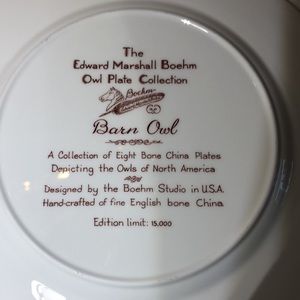 The
Edward Marshall Boehm
Owl Plate Collection
Boehm
Barn Owl
A Collection of Eight Bone China Plates
Depicting the Owls of North America
Designed by the Boehm Studio in U.S.A.
Hand-crafted of fine English bone China
Edition limit: 15,000